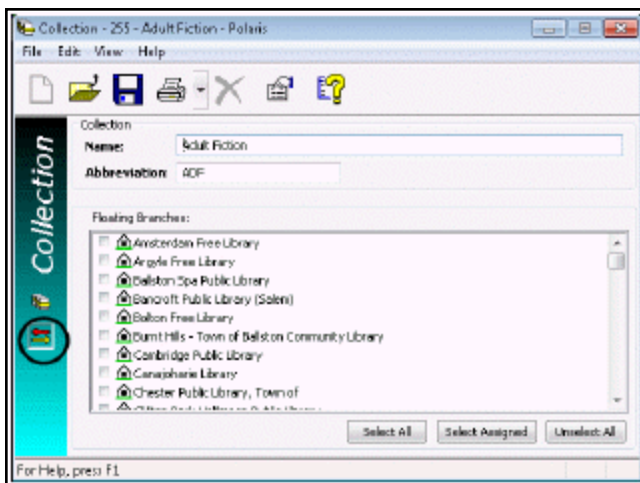 Collection - 255 - Adult Fiction - Polaris
File Edit View Help
Collection
Collection
Name: Adult Fiction
Abbreviation: ADF
Floating Branches:
Amsterdam Free Library
Argyle Free Library
Ballston Spa Public Library
Bancroft Public Library (Salem)
Bolton Free Library
Burnt Hills - Town of Ballston Community Library
Cambridge Public Library
Canajoharie Library
Chester Public Library, Town of
Select All Select Assigned Unselect All
For Help, press F1